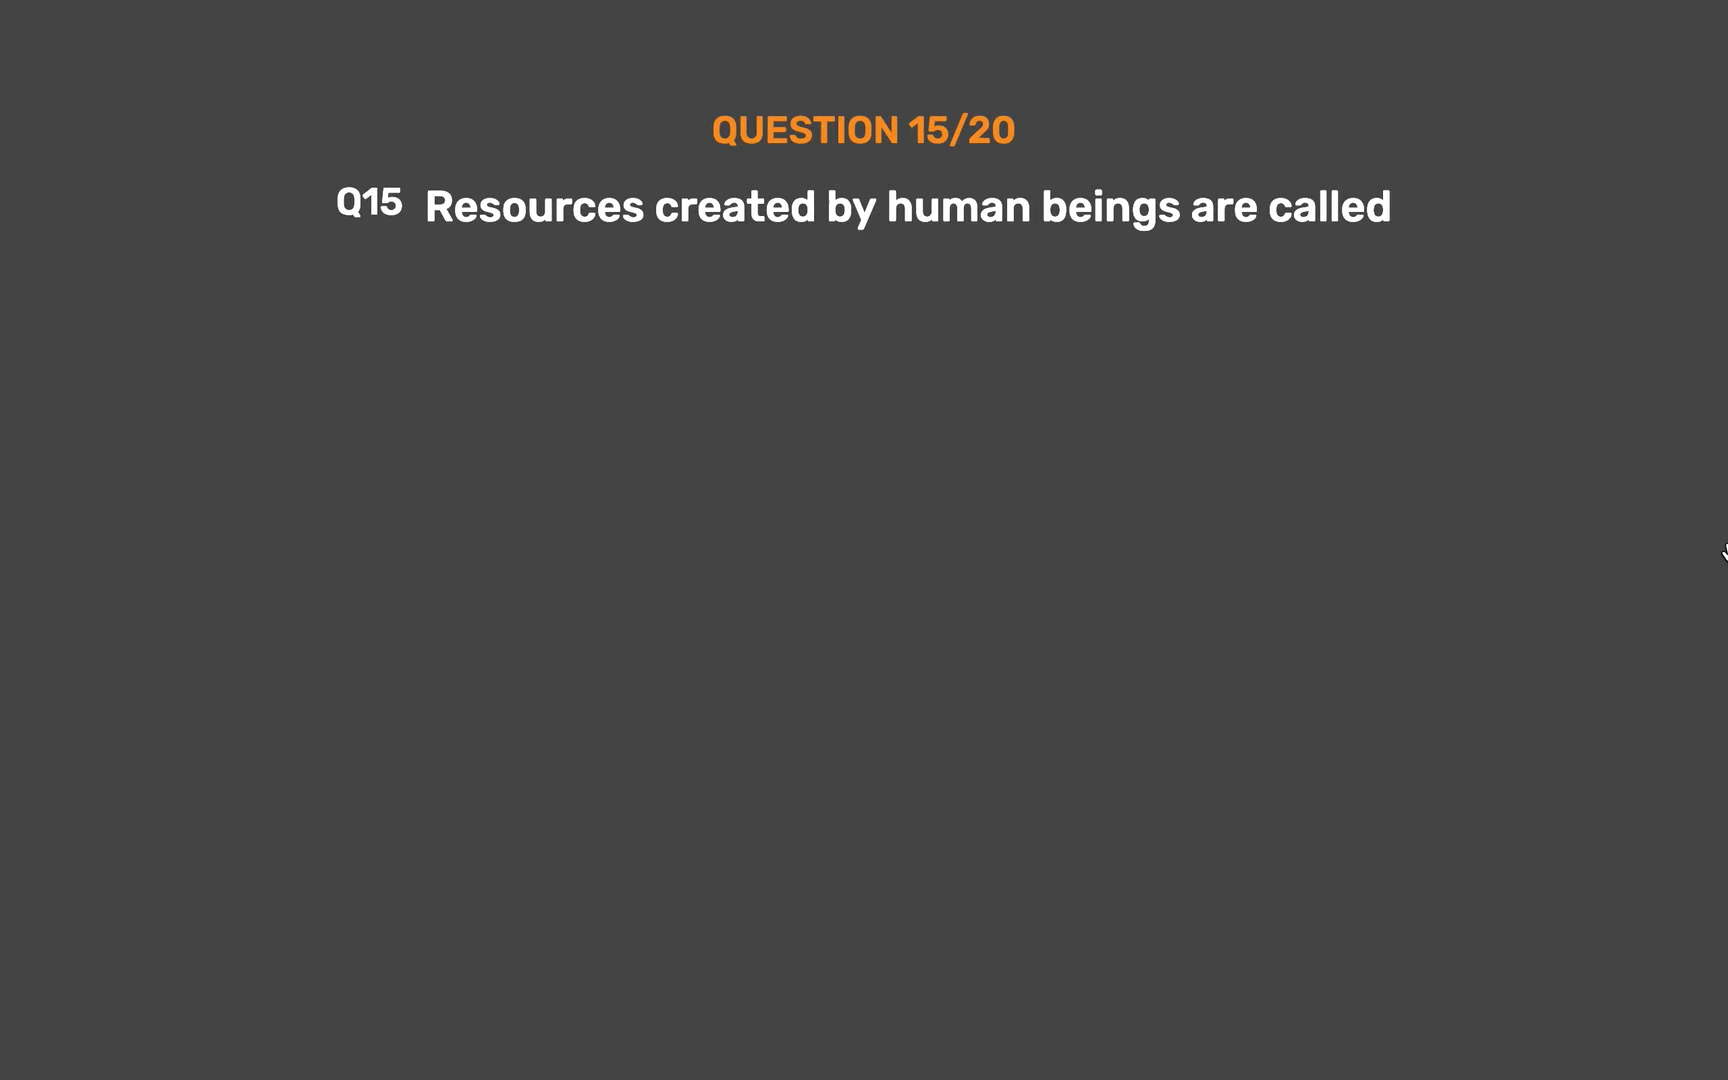 QUESTION 15/20
Q15 Resources created by human beings are called